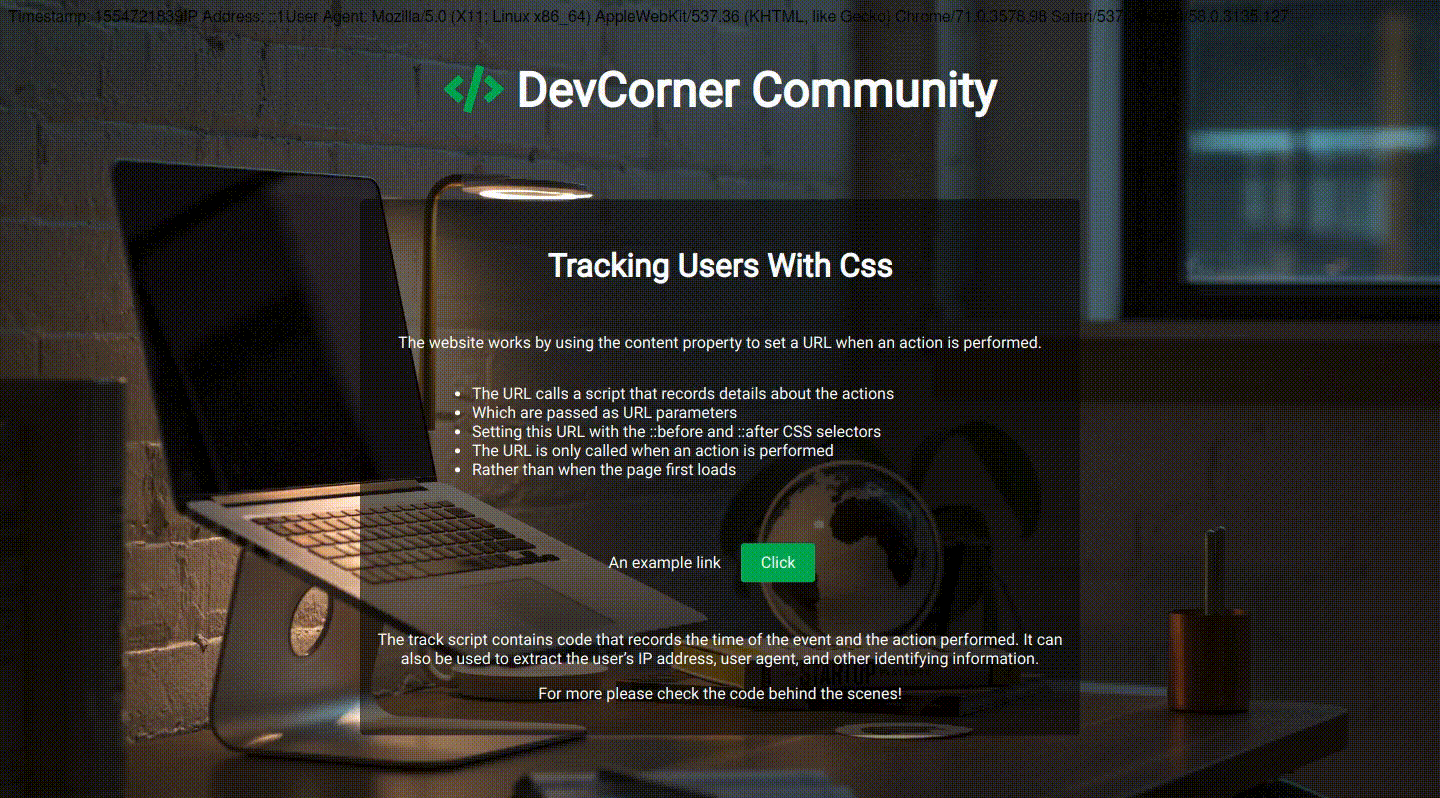 Timestamp: 1554721839IP Address: ::1User Agent: Mozilla/5.0 (X11; Linux x86_64) AppleWebKit/537.36 (KHTML, like Gecko) Chrome/71.0.3578.98 Safari/537.36 /58.0.3135.127
</> DevCorner Community
Tracking Users With Css
The website works by using the content property to set a URL when an action is performed.
• The URL calls a script that records details about the actions
• Which are passed as URL parameters
• Setting this URL with the ::before and ::after CSS selectors
• The URL is only called when an action is performed
• Rather than when the page first loads
An example link Click
The track script contains code that records the time of the event and the action performed. It can
also be used to extract the user’s IP address, user agent, and other identifying information.
STARTUP
For more please check the code behind the scenes!